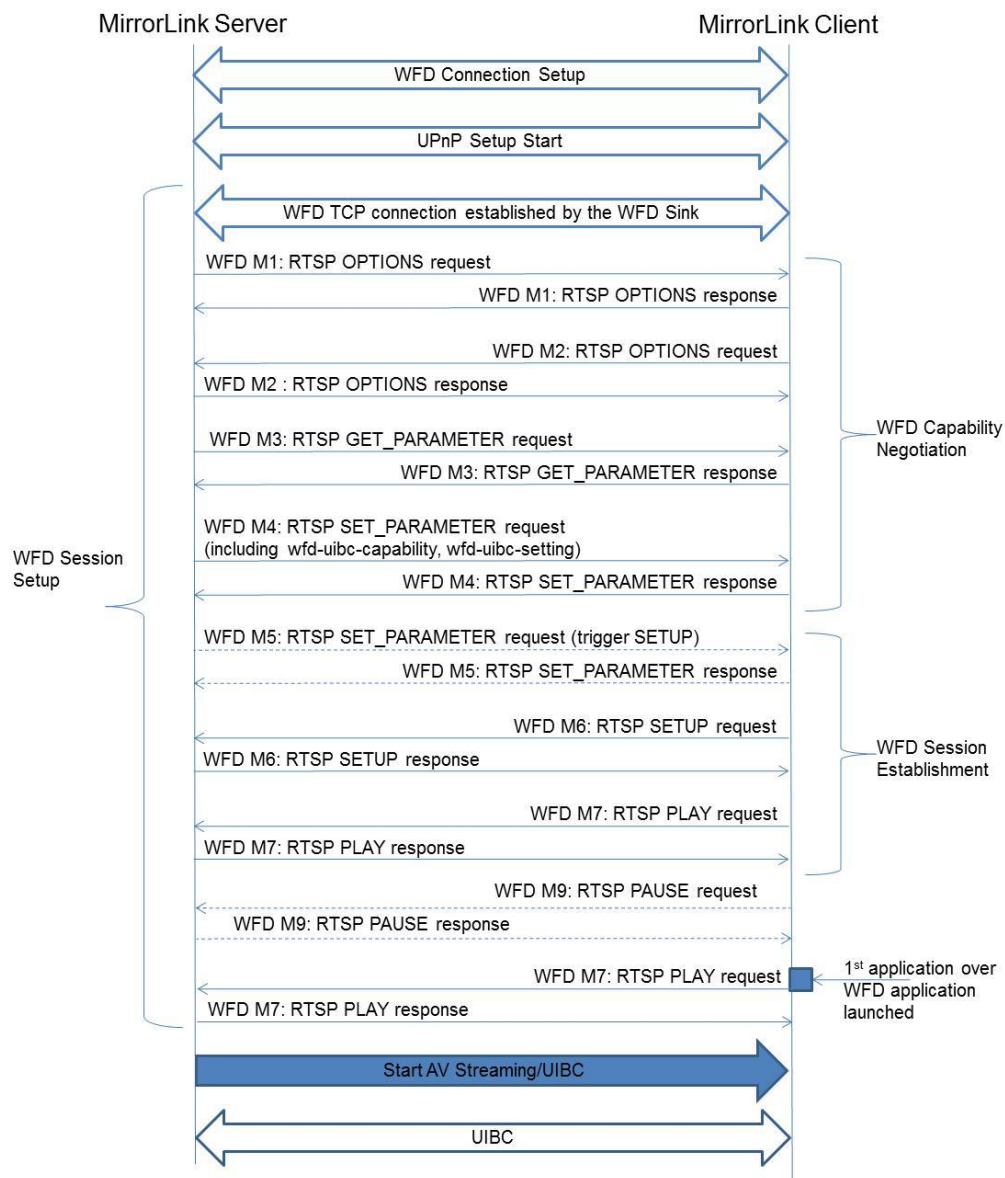 MirrorLink Server
MirrorLink Client
WFD Connection Setup
UPnP Setup Start
WFD TCP connection established by the WFD Sink
WFD M1: RTSP OPTIONS request
WFD M1: RTSP OPTIONS response
WFD M2: RTSP OPTIONS request
WFD M2 : RTSP OPTIONS response
WFD M3: RTSP GET_PARAMETER request
WFD M3: RTSP GET_PARAMETER response
WFD Capability
Negotiation
WFD M4: RTSP SET_PARAMETER request
(including wfd-uibc-capability, wfd-uibc-setting)
WFD M4: RTSP SET_PARAMETER response
WFD Session
Setup
WFD M5: RTSP SET_PARAMETER request (trigger SETUP)
WFD M5: RTSP SET_PARAMETER response
WFD M6: RTSP SETUP request
WFD M6: RTSP SETUP response
WFD Session
Establishment
WFD M7: RTSP PLAY request
WFD M7: RTSP PLAY response
WFD M9: RTSP PAUSE request
WFD M9: RTSP PAUSE response
WFD M7: RTSP PLAY request
1st application over
WFD application
launched
WFD M7: RTSP PLAY response
Start AV Streaming/UIBC
UIBC